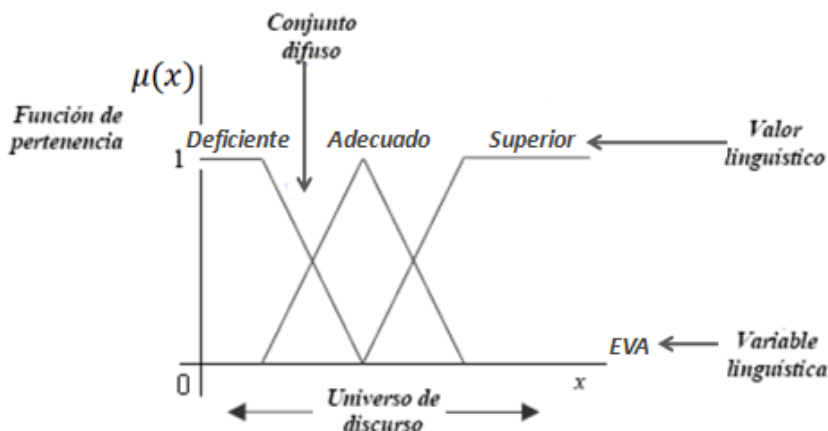 Conjunto
difuso
μ(x)
Función de
pertenencia
Deficiente
Adecuado
Superior
Valor
linguístico
1
EVA
Variable
linguística
0
x
Universo de
discurso